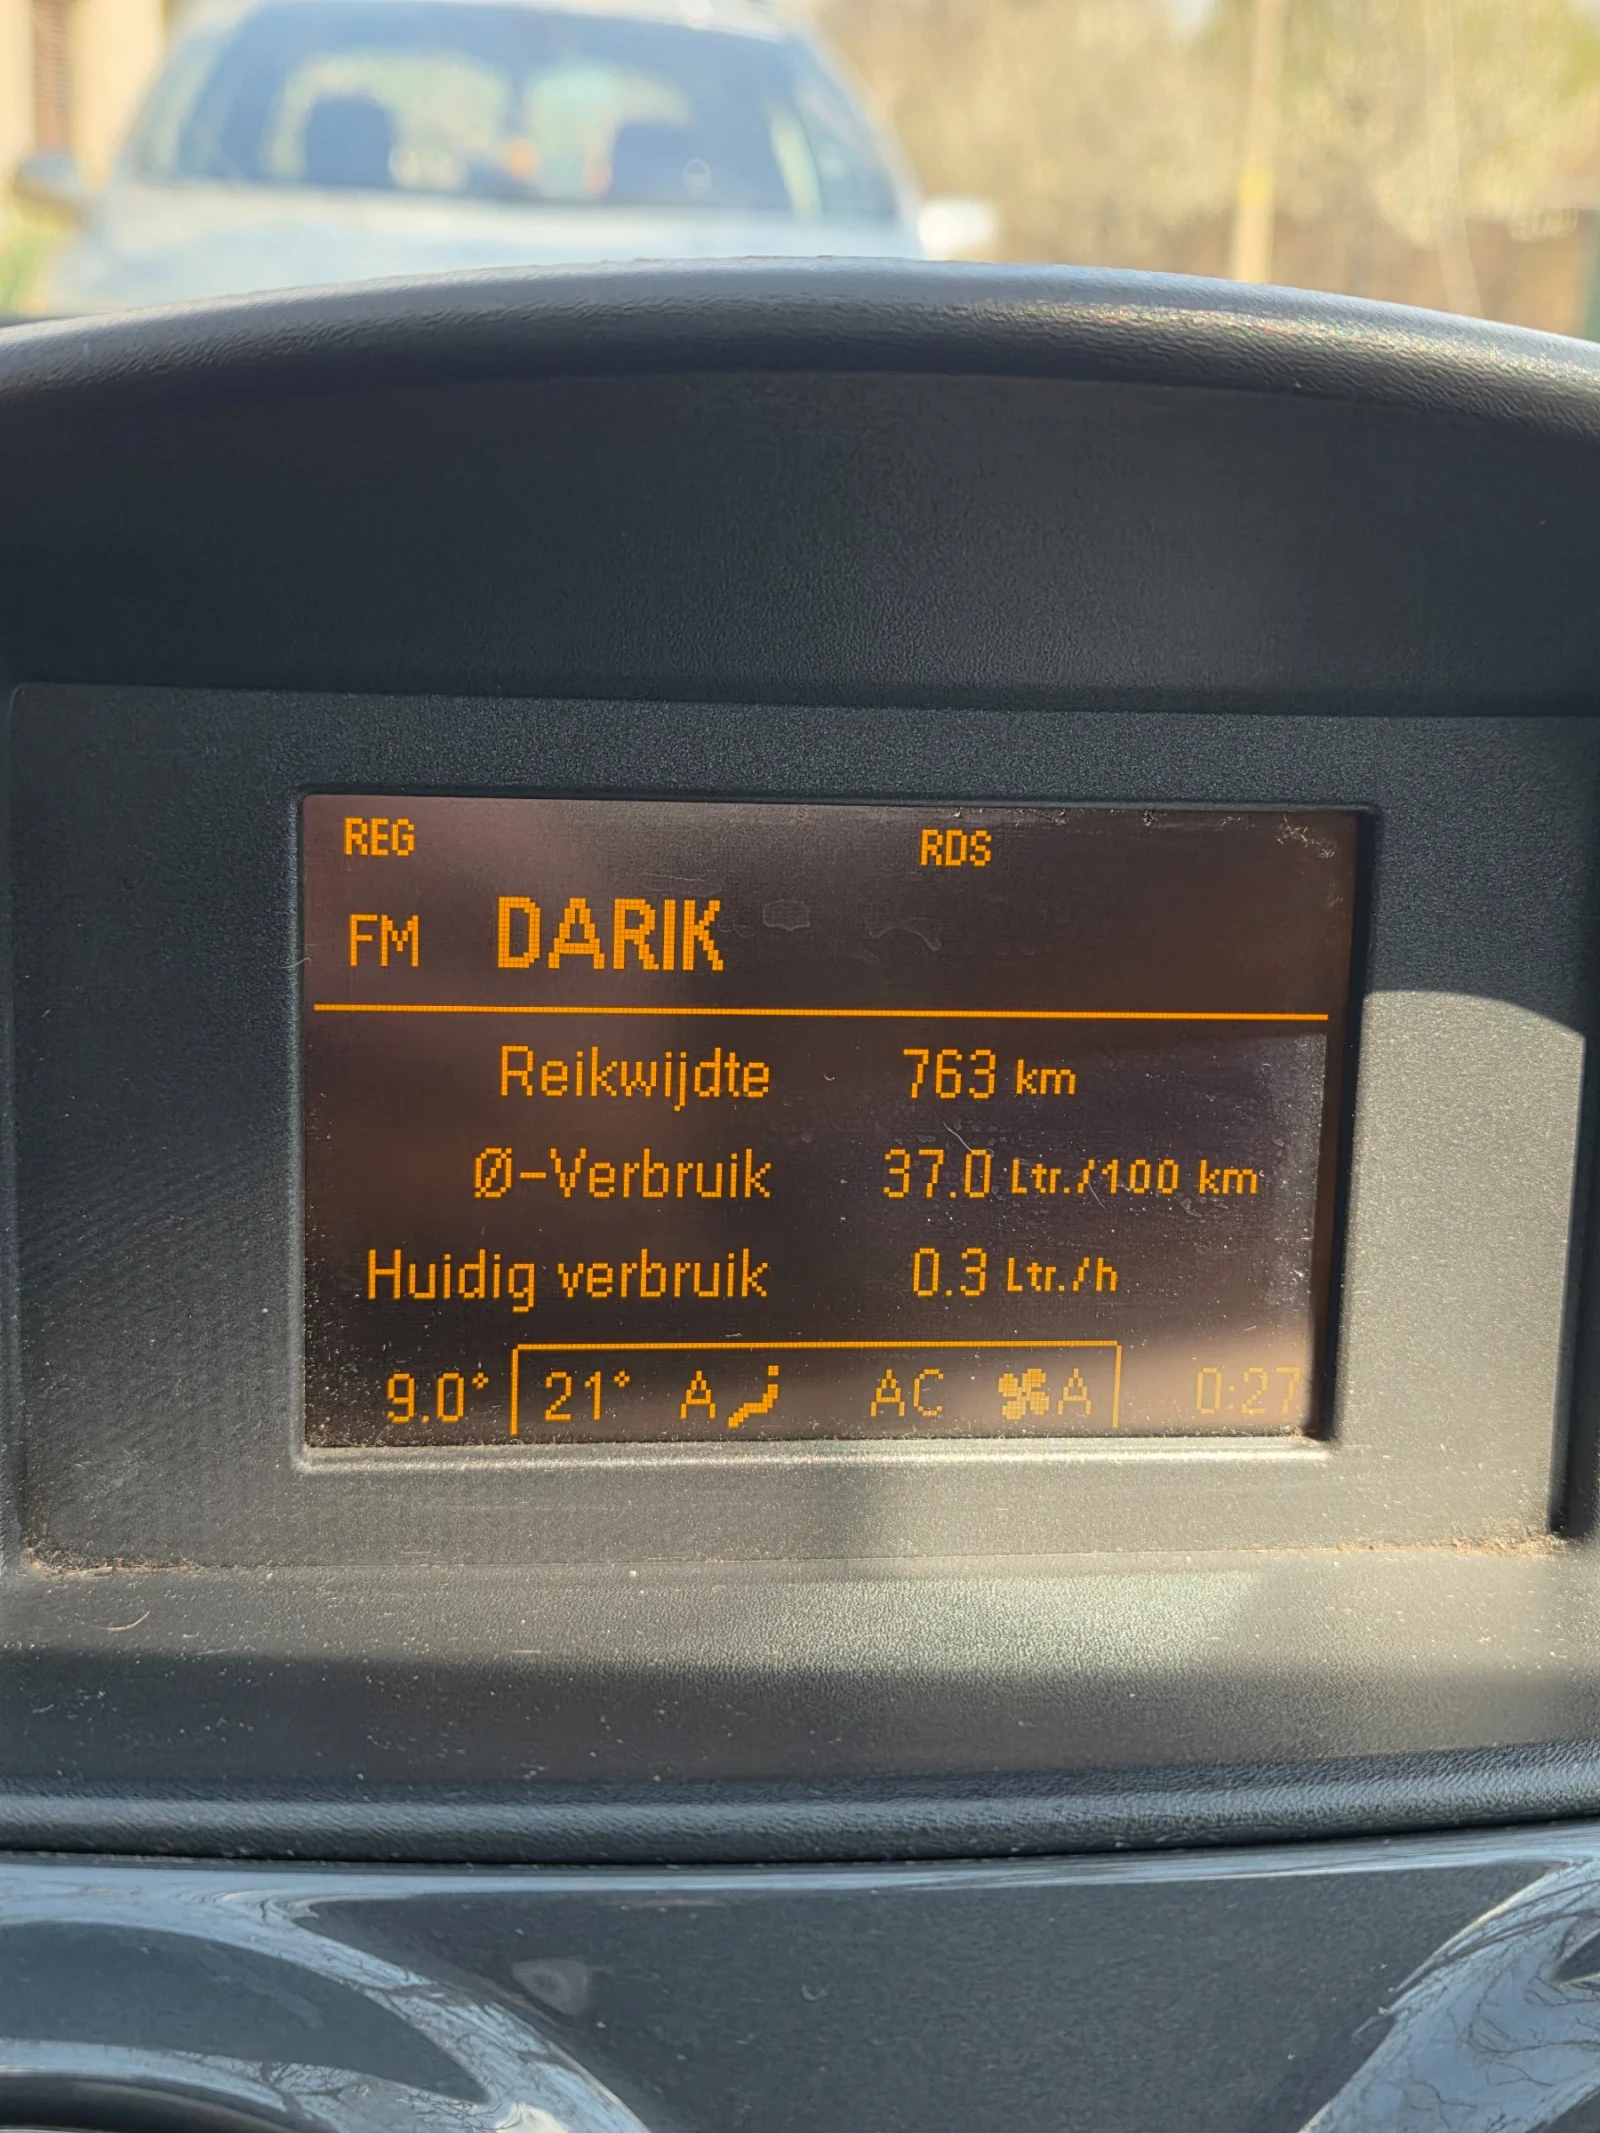 REG RDS
FM DARIK
Reikwijdte 763 km
Ø-Verbruik 37.0 Ltr./100 km
Huidig verbruik 0.3 Ltr./h
9.0° 21° A AC A 0:27